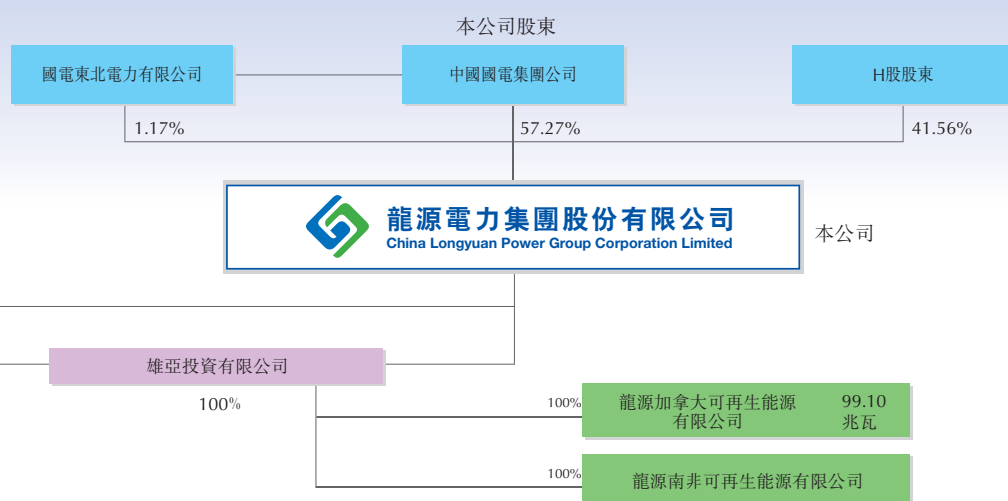 本公司股東
國電東北電力有限公司
中國國電集團公司
H股股東
1.17%
57.27%
41.56%
龍源電力集團股份有限公司
China Longyuan Power Group Corporation Limited
本公司
雄亞投資有限公司
100%
100%
龍源加拿大可再生能源
有限公司
99.10
兆瓦
100%
龍源南非可再生能源有限公司